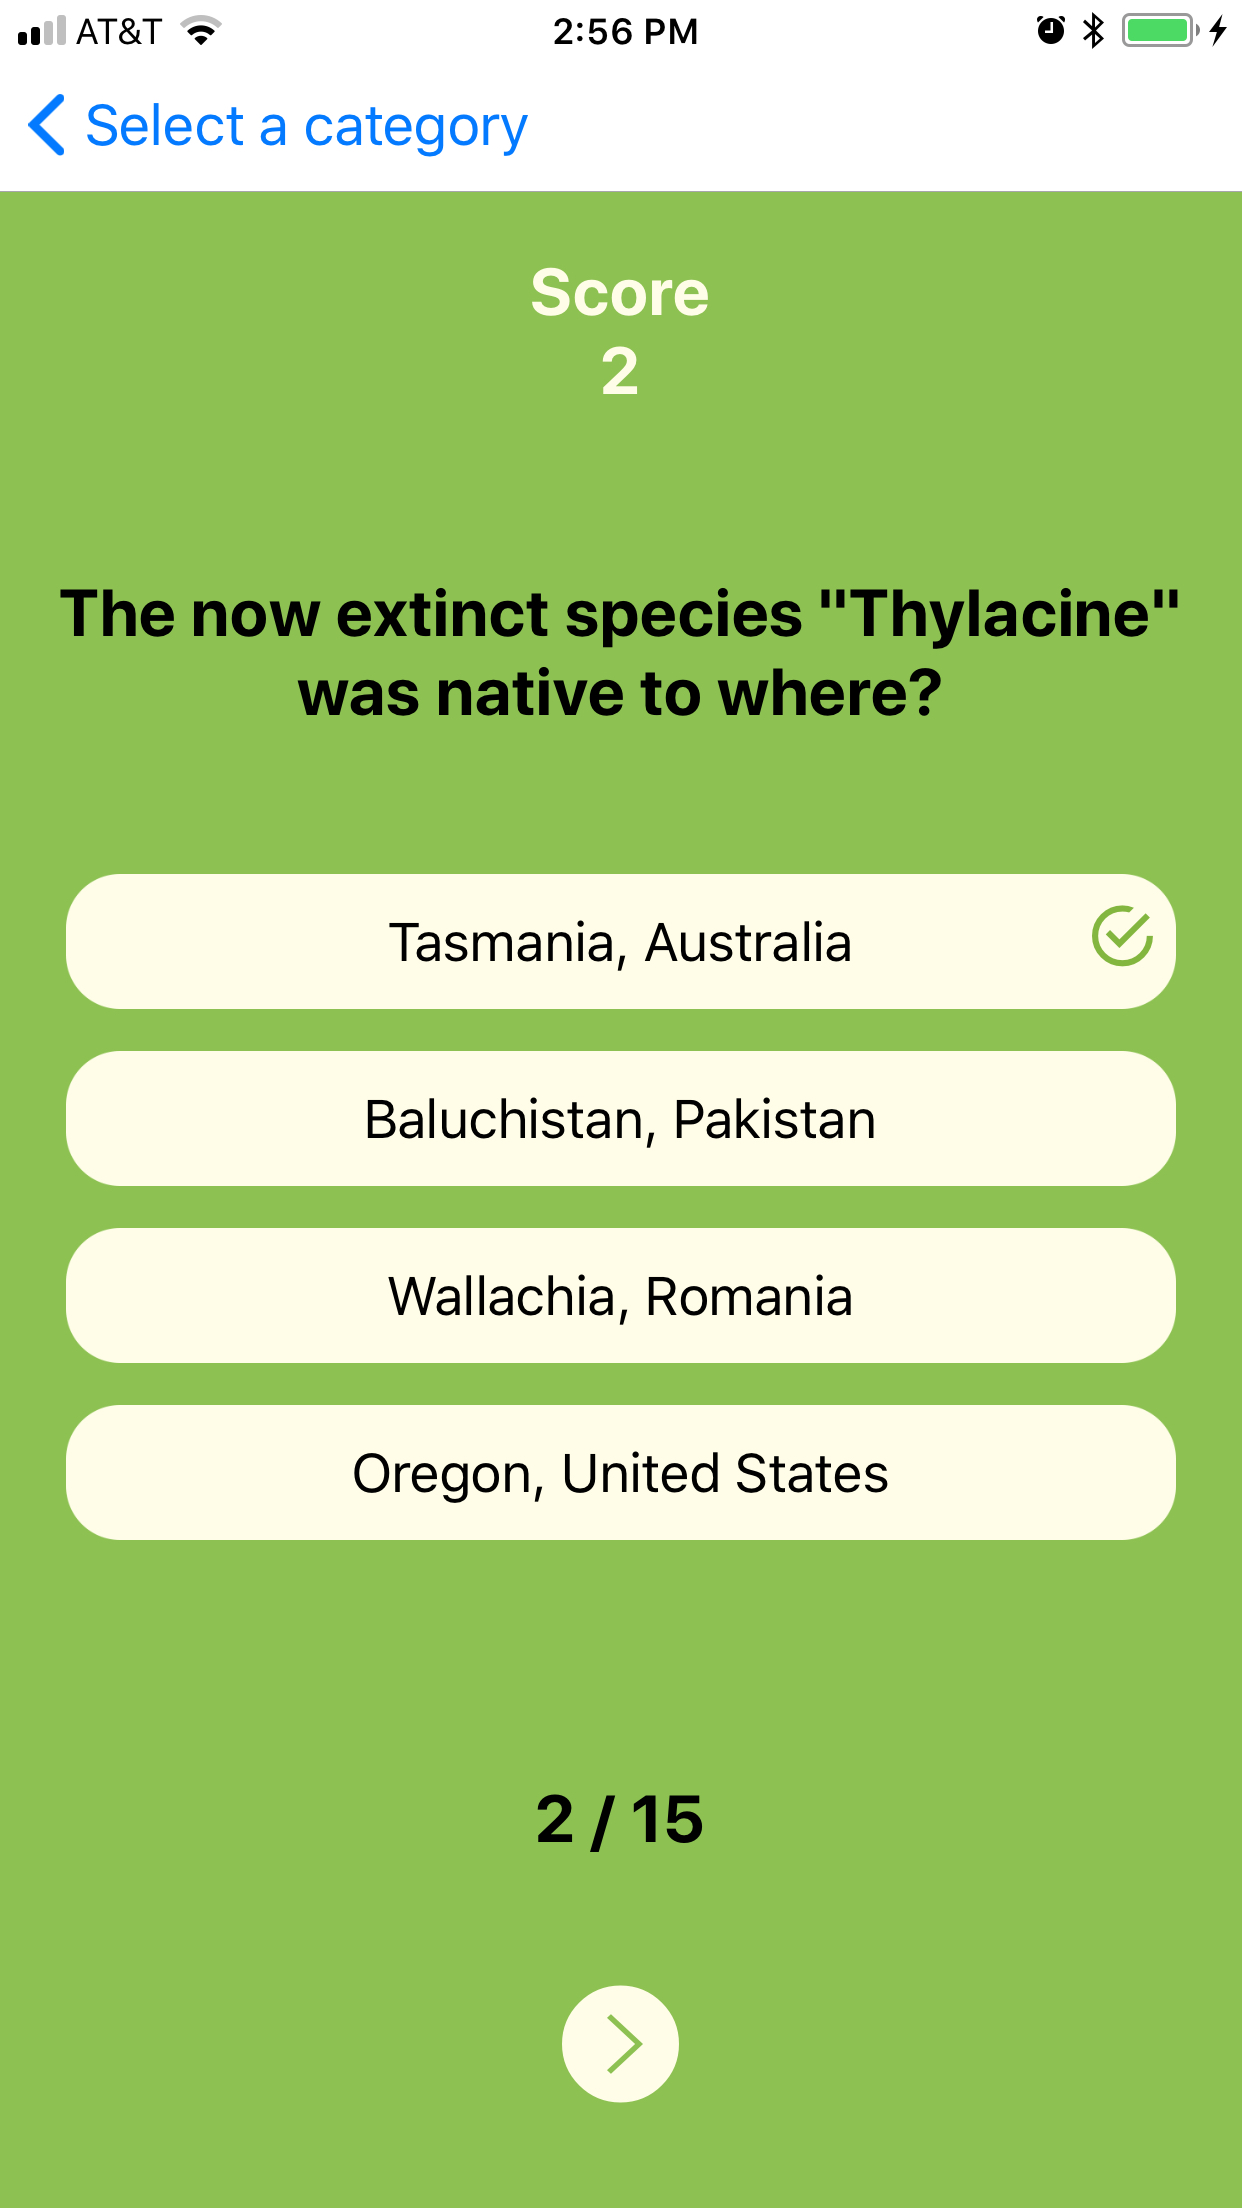 AT&T 2:56 PM
Select a category
Score
2
The now extinct species "Thylacine"
was native to where?
Tasmania, Australia
Baluchistan, Pakistan
Wallachia, Romania
Oregon, United States
2 / 15